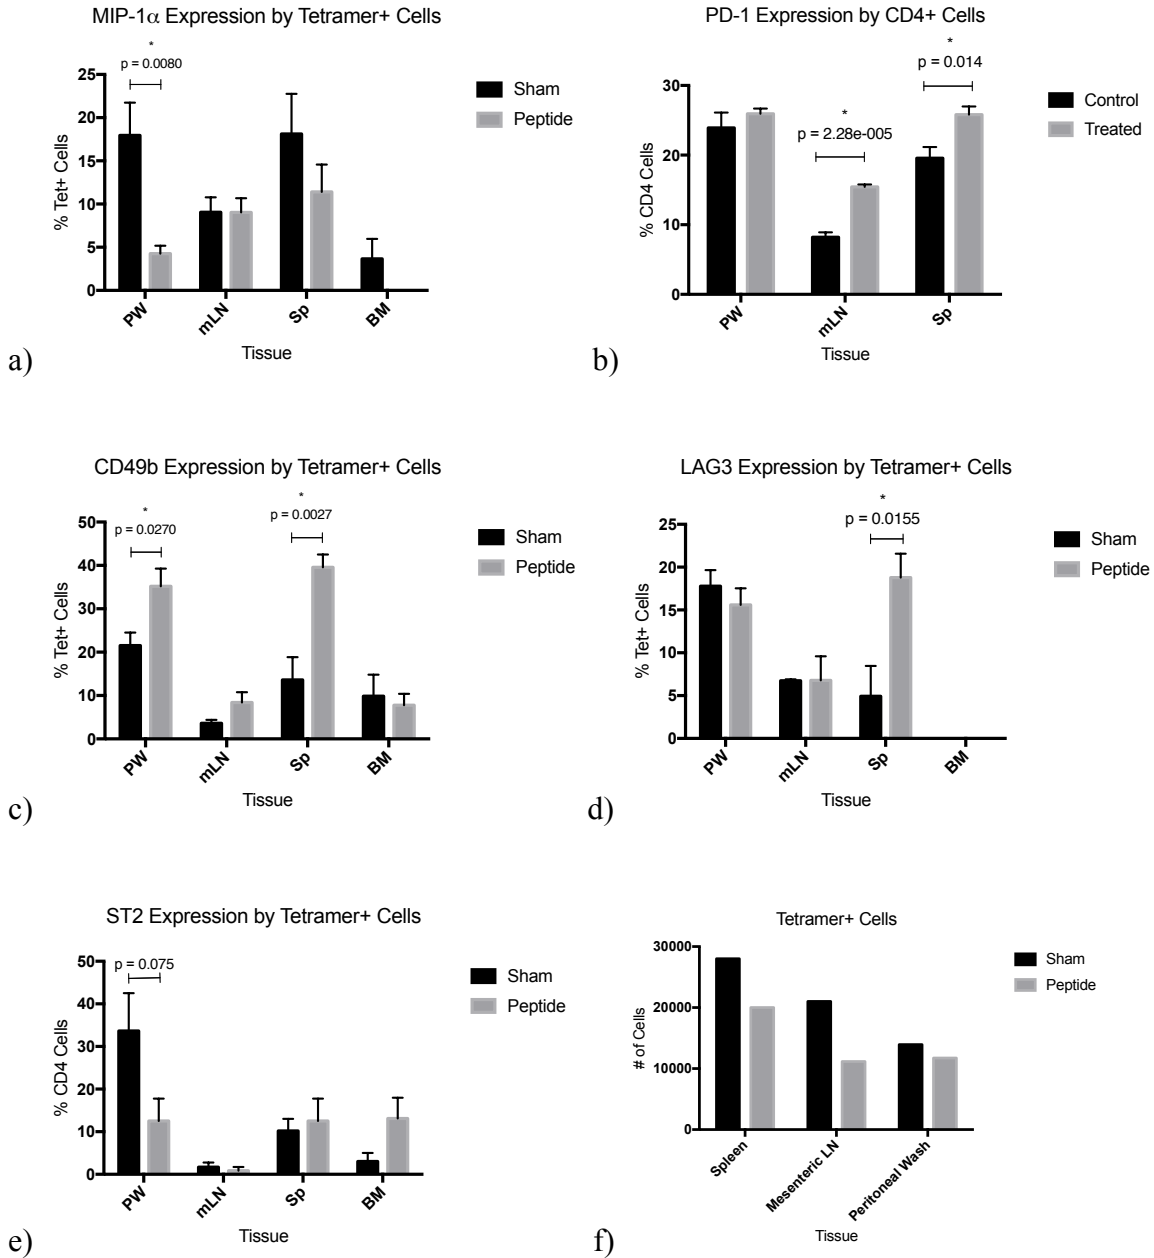 MIP-1α Expression by Tetramer+ Cells
*
p = 0.0080
25
20
15
10
5
0
% Tet+ Cells
PW
mLN
Sp
BM
Tissue
Sham
Peptide
a)
PD-1 Expression by CD4+ Cells
*
p = 0.014
*
p = 2.28e-005
30
20
10
0
% CD4 Cells
PW
mLN
Sp
Tissue
Control
Treated
b)
CD49b Expression by Tetramer+ Cells
*
p = 0.0270
*
p = 0.0027
50
40
30
20
10
0
% Tet+ Cells
PW
mLN
Sp
BM
Tissue
Sham
Peptide
c)
LAG3 Expression by Tetramer+ Cells
*
p = 0.0155
25
20
15
10
5
0
% Tet+ Cells
PW
mLN
Sp
BM
Tissue
Sham
Peptide
d)
ST2 Expression by Tetramer+ Cells
p = 0.075
50
40
30
20
10
0
% CD4 Cells
PW
mLN
Sp
BM
Tissue
Sham
Peptide
e)
Tetramer+ Cells
30000
20000
10000
0
# of Cells
Spleen
Mesenteric LN
Peritoneal Wash
Tissue
Sham
Peptide
f)